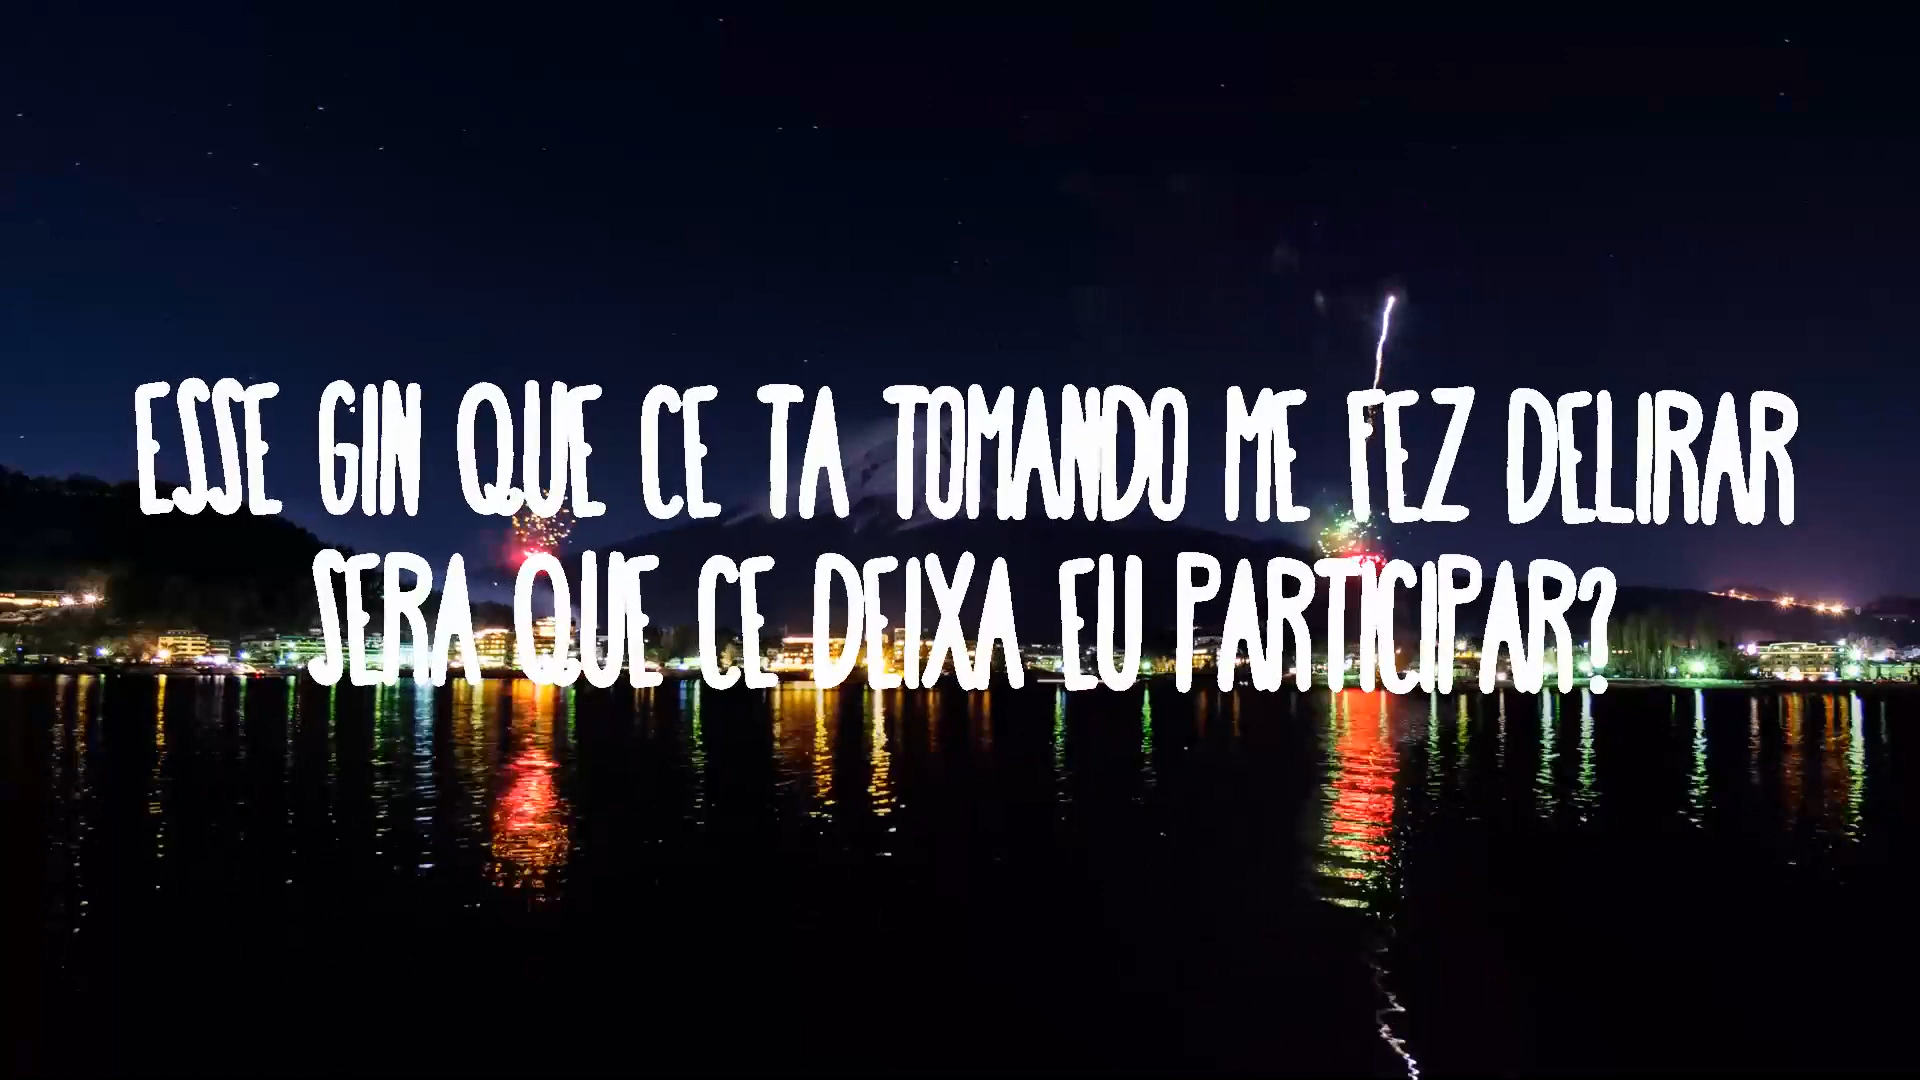 ESSE GIN QUE CE TA TOMANDO ME FEZ DELIRAR
SERA QUE CE DEIXA EU PARTICIPAR?